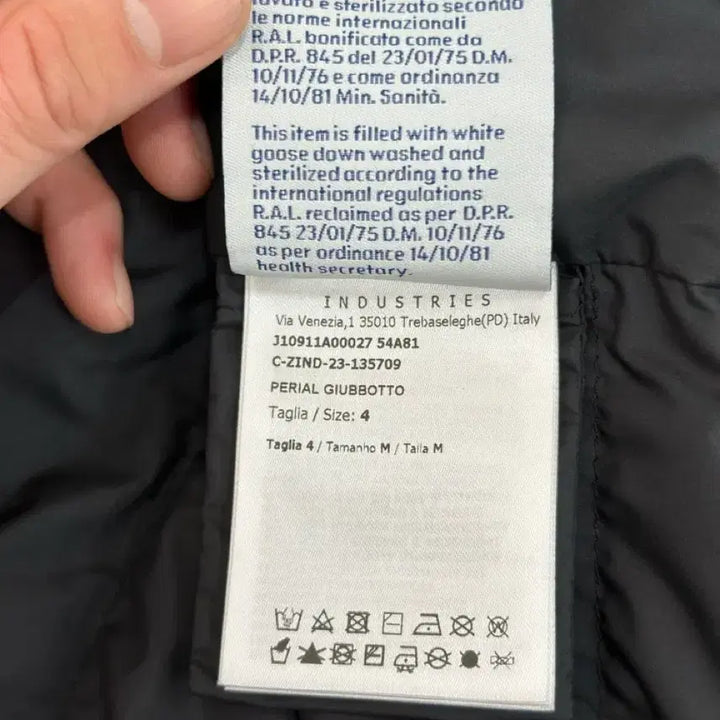 lavato e sterilizzato secondo
le norme internazionali
R.A.L. bonificato come da
D.P.R. 845 del 23/01/75 D.M.
10/11/76 e come ordinanza
14/10/81 Min. Sanità.
This item is filled with white
goose down washed and
sterilized according to the
international regulations
R.A.L. reclaimed as per D.P.R.
845 23/01/75 D.M. 10/11/76
as per ordinance 14/10/81
health secretary.
INDUSTRIES
Via Venezia,1 35010 Trebaseleghe(PD) Italy
J10911A00027 54A81
C-ZIND-23-135709
PERIAL GIUBBOTTO
Taglia / Size: 4
Taglia 4 / Tamanho M / Talla M